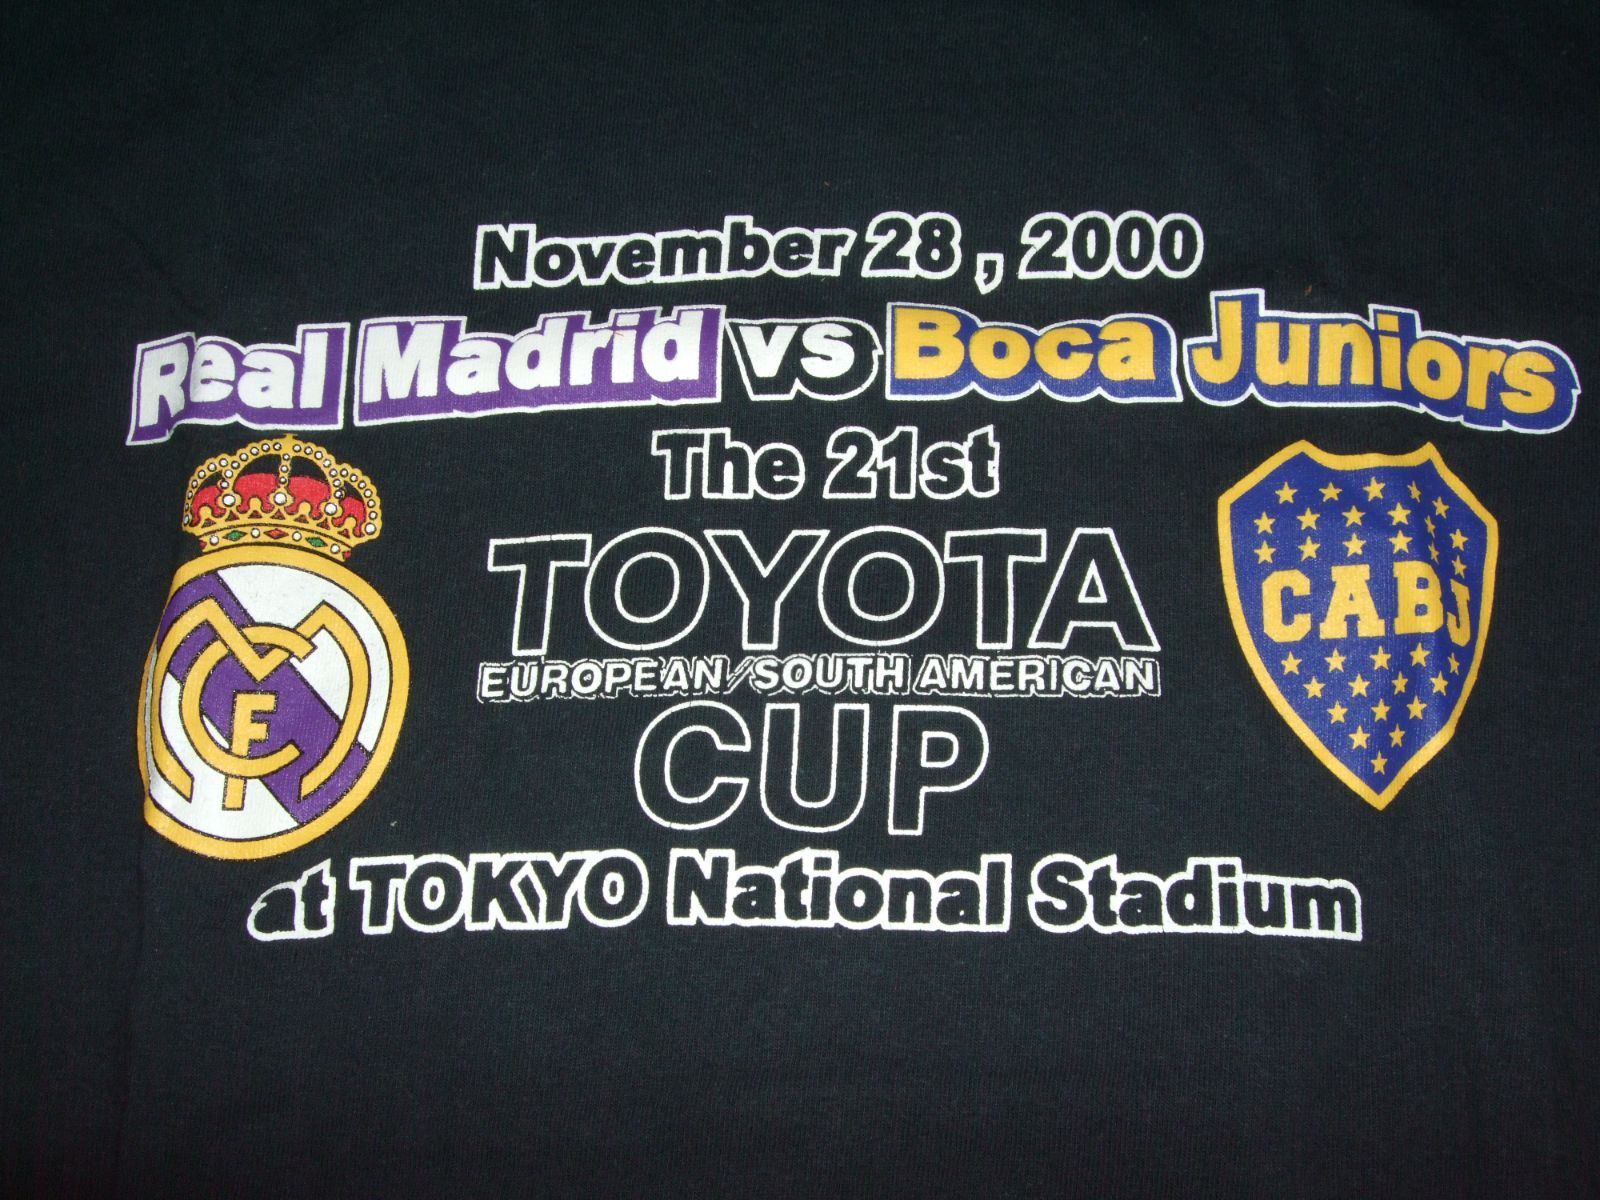 November 28, 2000
Real Madrid vs Boca Juniors
The 21st
TOYOTA
EUROPEAN/SOUTH AMERICAN
CUP
at TOKYO National Stadium
MCF
CABJ